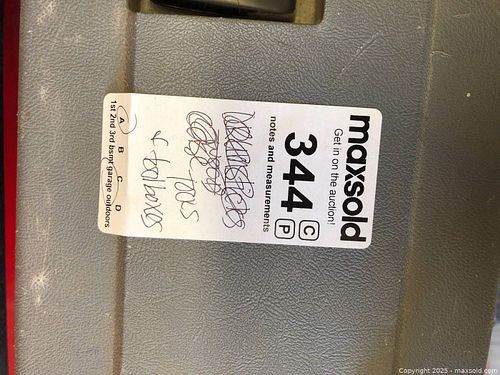 maxsold
Get in on the auction!
344 C P
notes and measurements
tools
+ toolboxes
A B C D
1st 2nd 3rd bsmt garage outdoors
Copyright 2025 - maxsold.com